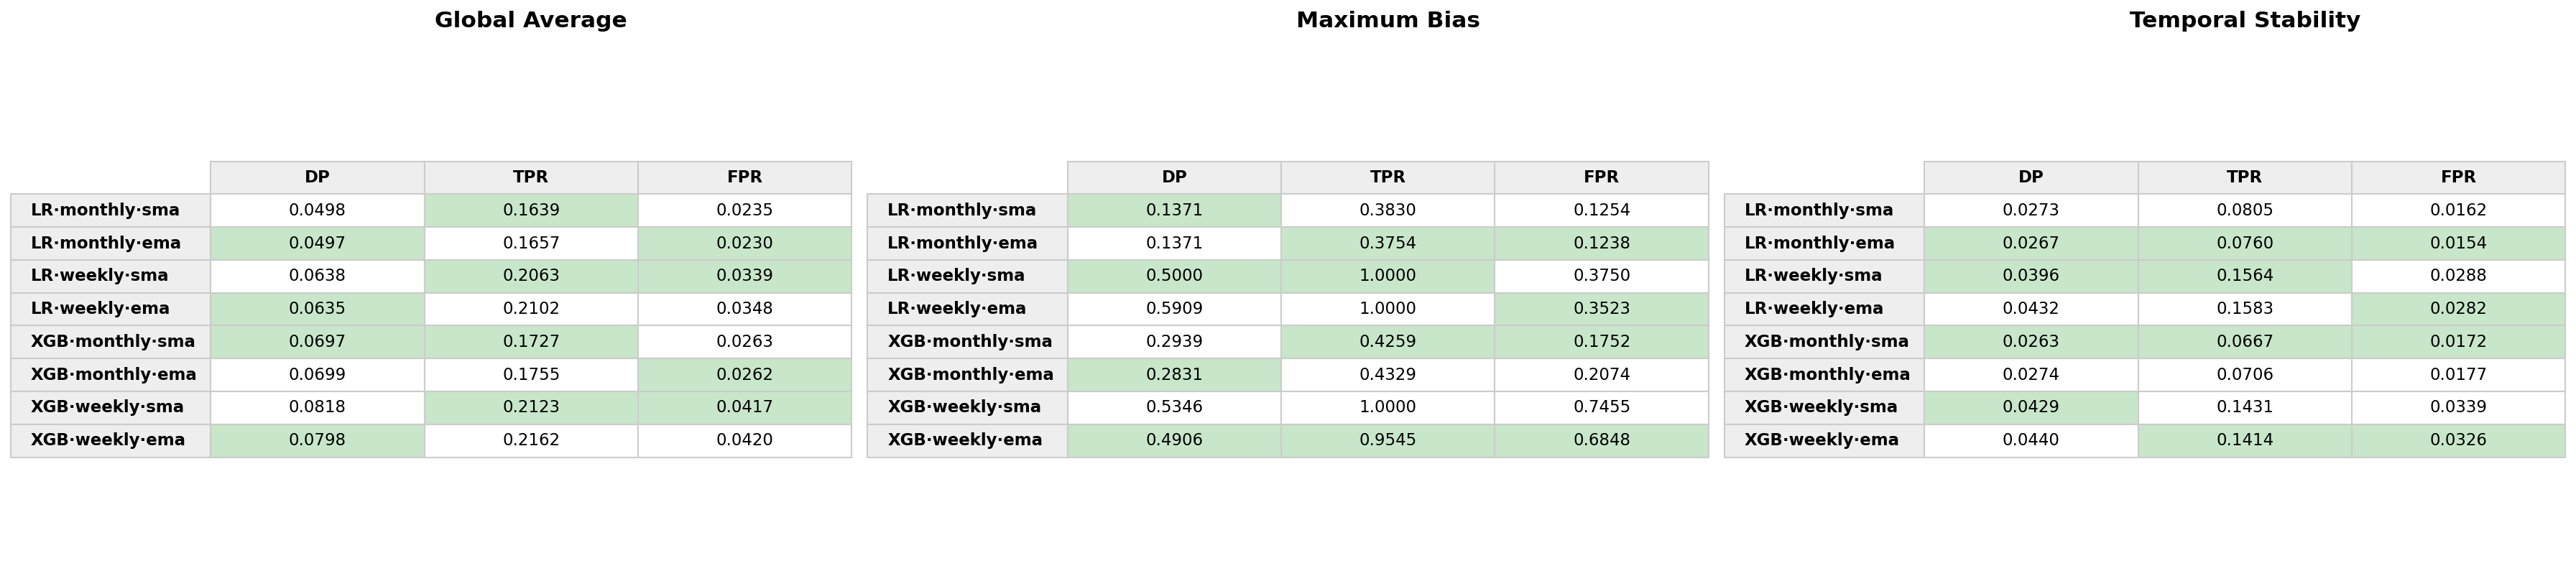 Global Average
DP TPR FPR
LR·monthly·sma 0.0498 0.1639 0.0235
LR·monthly·ema 0.0497 0.1657 0.0230
LR·weekly·sma 0.0638 0.2063 0.0339
LR·weekly·ema 0.0635 0.2102 0.0348
XGB·monthly·sma 0.0697 0.1727 0.0263
XGB·monthly·ema 0.0699 0.1755 0.0262
XGB·weekly·sma 0.0818 0.2123 0.0417
XGB·weekly·ema 0.0798 0.2162 0.0420
Maximum Bias
DP TPR FPR
LR·monthly·sma 0.1371 0.3830 0.1254
LR·monthly·ema 0.1371 0.3754 0.1238
LR·weekly·sma 0.5000 1.0000 0.3750
LR·weekly·ema 0.5909 1.0000 0.3523
XGB·monthly·sma 0.2939 0.4259 0.1752
XGB·monthly·ema 0.2831 0.4329 0.2074
XGB·weekly·sma 0.5346 1.0000 0.7455
XGB·weekly·ema 0.4906 0.9545 0.6848
Temporal Stability
DP TPR FPR
LR·monthly·sma 0.0273 0.0805 0.0162
LR·monthly·ema 0.0267 0.0760 0.0154
LR·weekly·sma 0.0396 0.1564 0.0288
LR·weekly·ema 0.0432 0.1583 0.0282
XGB·monthly·sma 0.0263 0.0667 0.0172
XGB·monthly·ema 0.0274 0.0706 0.0177
XGB·weekly·sma 0.0429 0.1431 0.0339
XGB·weekly·ema 0.0440 0.1414 0.0326